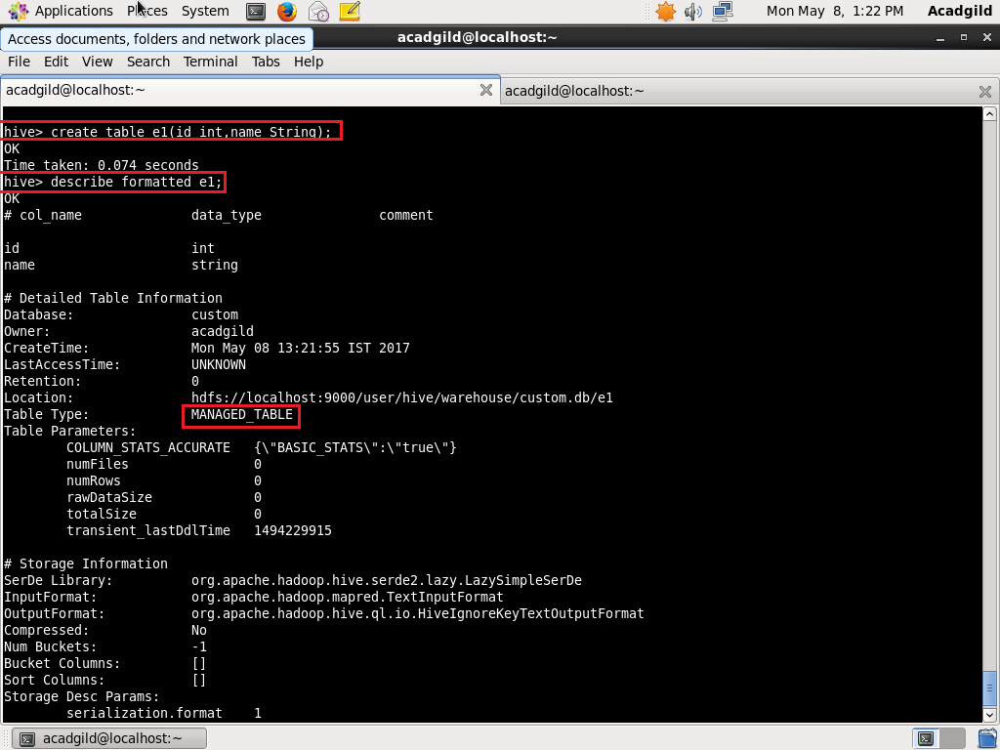 Applications Places System Mon May 8, 1:22 PM Acadgild
Access documents, folders and network places
acadgild@localhost:~
File Edit View Search Terminal Tabs Help
acadgild@localhost:~ acadgild@localhost:~
hive> create table e1(id int,name String);
OK
Time taken: 0.074 seconds
hive> describe formatted e1;
OK
# col_name data_type comment
id int
name string
# Detailed Table Information
Database: custom
Owner: acadgild
CreateTime: Mon May 08 13:21:55 IST 2017
LastAccessTime: UNKNOWN
Retention: 0
Location: hdfs://localhost:9000/user/hive/warehouse/custom.db/e1
Table Type: MANAGED_TABLE
Table Parameters:
COLUMN_STATS_ACCURATE {\"BASIC_STATS\":\"true\"}
numFiles 0
numRows 0
rawDataSize 0
totalSize 0
transient_lastDdlTime 1494229915
# Storage Information
SerDe Library: org.apache.hadoop.hive.serde2.lazy.LazySimpleSerDe
InputFormat: org.apache.hadoop.mapred.TextInputFormat
OutputFormat: org.apache.hadoop.hive.ql.io.HiveIgnoreKeyTextOutputFormat
Compressed: No
Num Buckets: -1
Bucket Columns: []
Sort Columns: []
Storage Desc Params:
serialization.format 1
acadgild@localhost:~